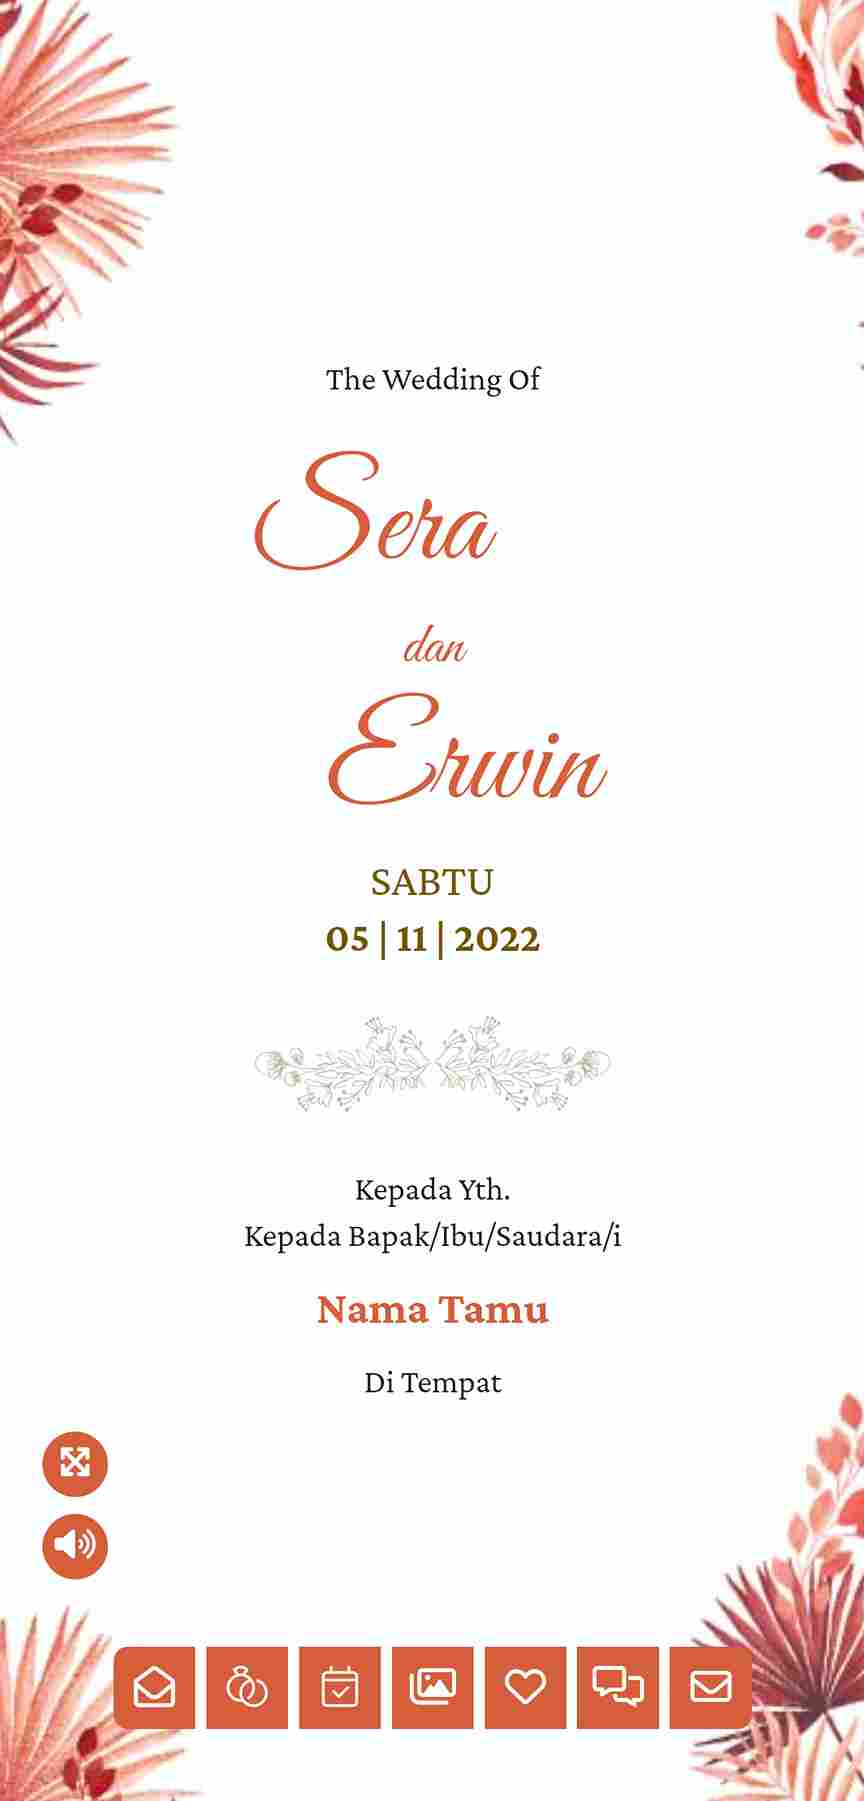 The Wedding Of
Sera
dan
Erwin
SABTU
05 | 11 | 2022
Kepada Yth.
Kepada Bapak/Ibu/Saudara/i
Nama Tamu
Di Tempat